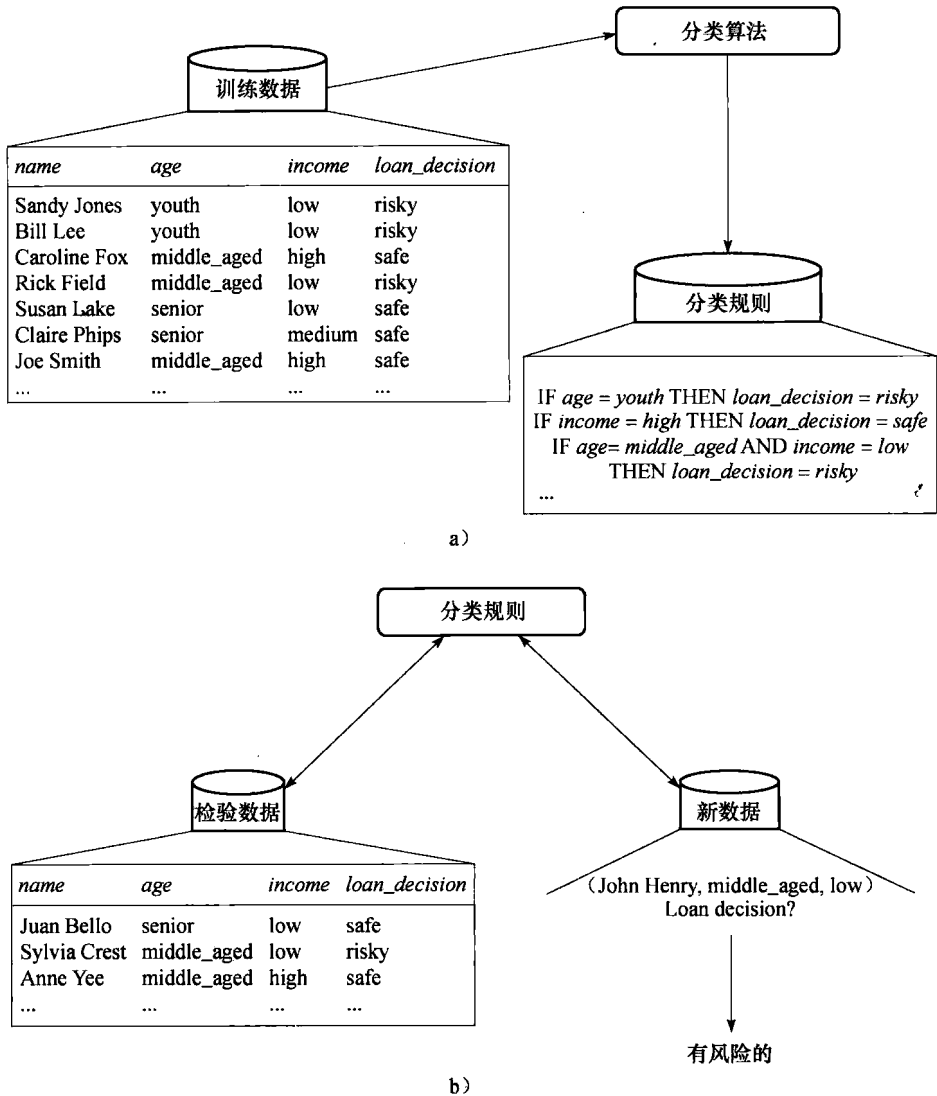 分类算法
训练数据
name age income loan_decision
Sandy Jones youth low risky
Bill Lee youth low risky
Caroline Fox middle_aged high safe
Rick Field middle_aged low risky
Susan Lake senior low safe
Claire Phips senior medium safe
Joe Smith middle_aged high safe
... ... ... ...
分类规则
IF age = youth THEN loan_decision = risky
IF income = high THEN loan_decision = safe
IF age= middle_aged AND income = low
THEN loan_decision = risky
...
a）
分类规则
检验数据
name age income loan_decision
Juan Bello senior low safe
Sylvia Crest middle_aged low risky
Anne Yee middle_aged high safe
... ... ... ...
新数据
（John Henry, middle_aged, low）
Loan decision?
有风险的
b）